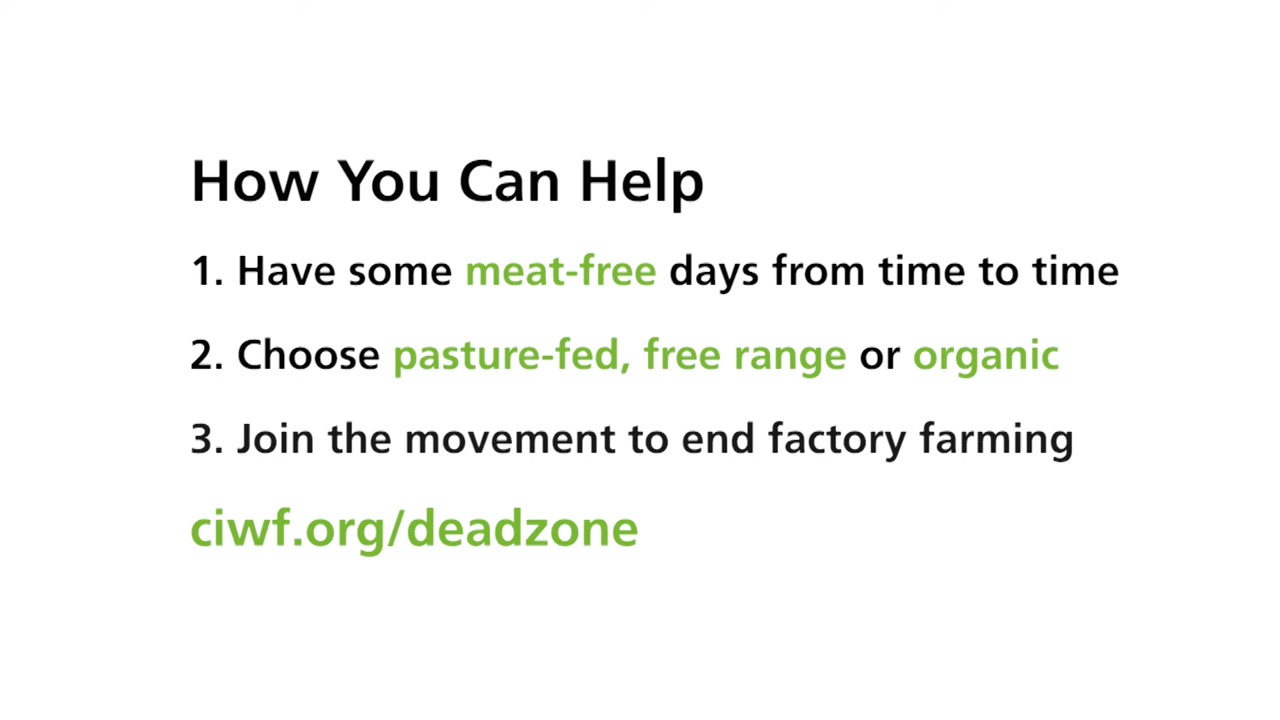 How You Can Help
1. Have some meat-free days from time to time
2. Choose pasture-fed, free range or organic
3. Join the movement to end factory farming
ciwf.org/deadzone